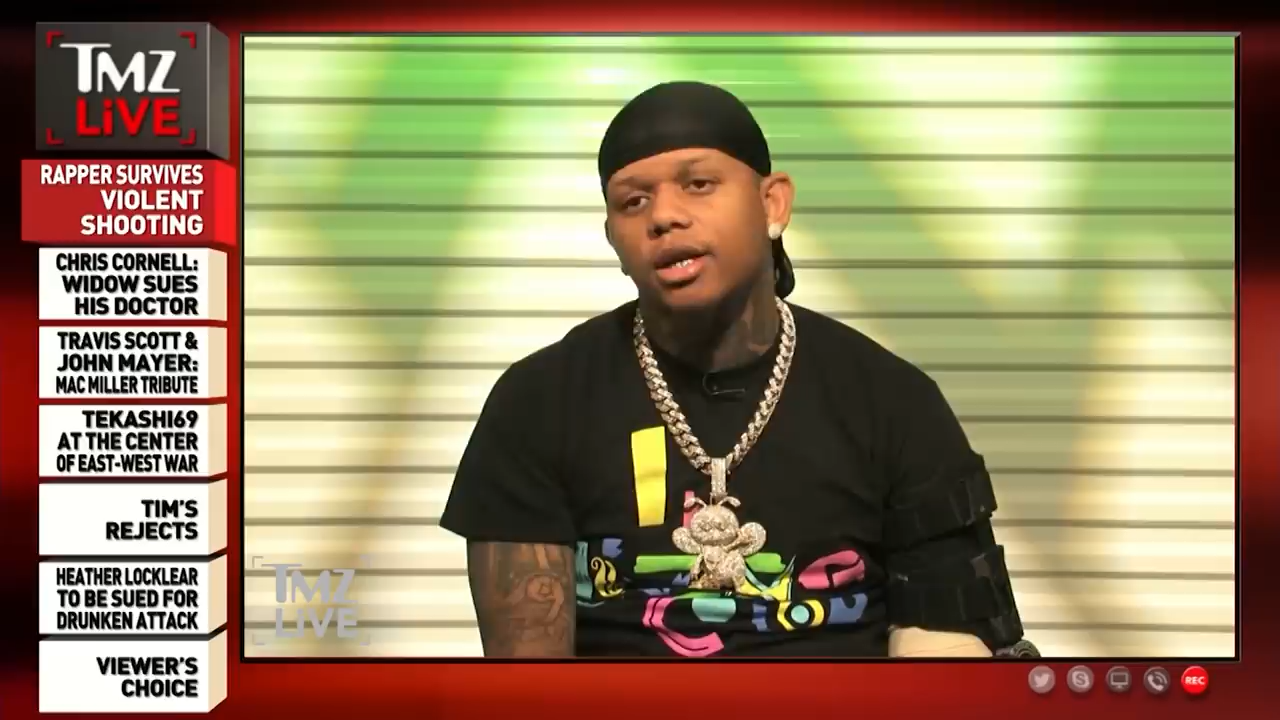 TMZ
LiVE
RAPPER SURVIVES
VIOLENT
SHOOTING
CHRIS CORNELL:
WIDOW SUES
HIS DOCTOR
TRAVIS SCOTT &
JOHN MAYER:
MAC MILLER TRIBUTE
TEKASHI69
AT THE CENTER
OF EAST-WEST WAR
TIM'S
REJECTS
HEATHER LOCKLEAR
TO BE SUED FOR
DRUNKEN ATTACK
VIEWER'S
CHOICE
TMZ
LiVE
REC